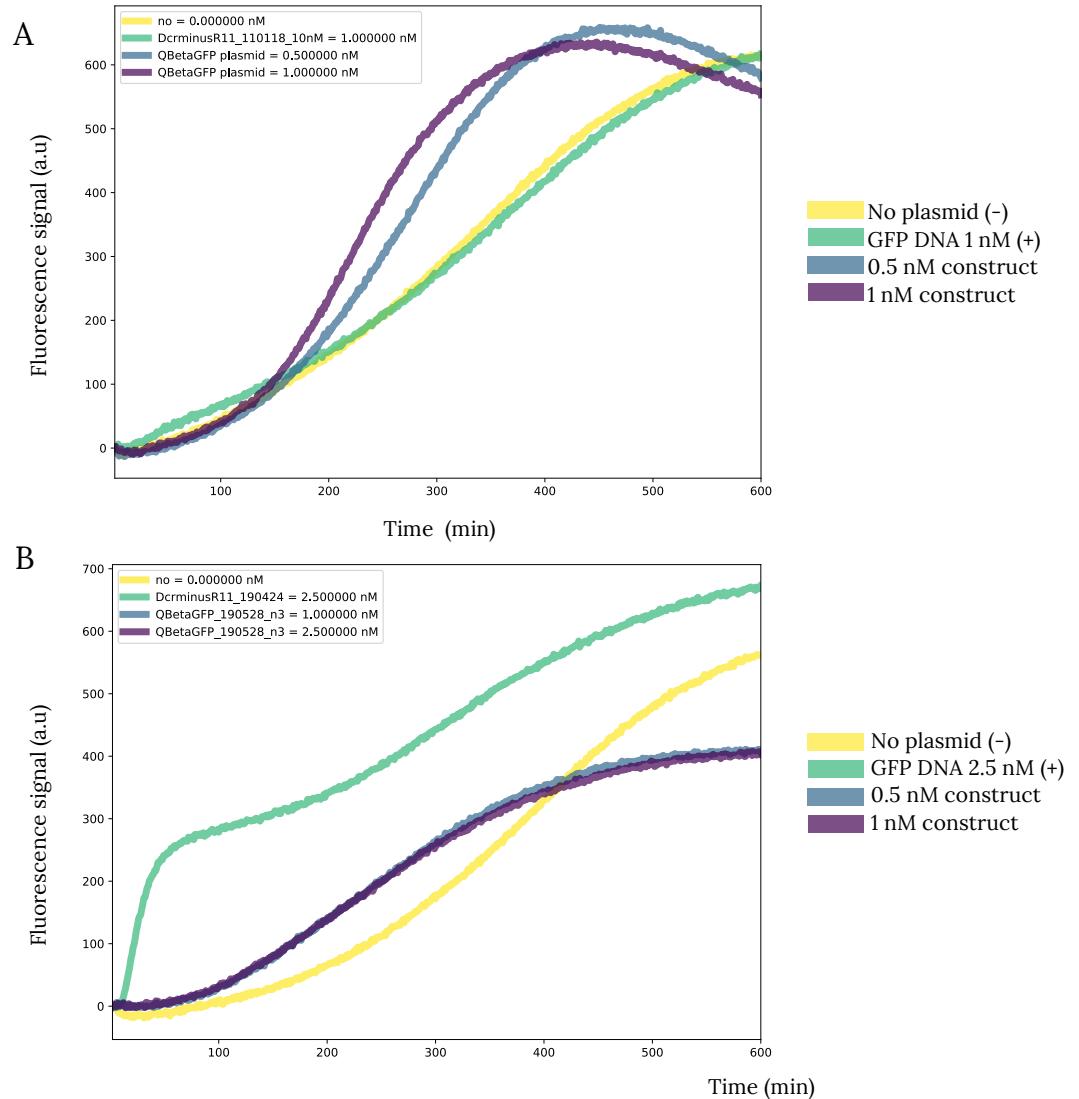 A
no = 0.000000 nM
DcrminusR11_110118_10nM = 1.000000 nM
QBetaGFP plasmid = 0.500000 nM
QBetaGFP plasmid = 1.000000 nM
600
500
400
300
200
100
0
Fluorescence signal (a.u)
100 200 300 400 500 600
Time (min)
No plasmid (-)
GFP DNA 1 nM (+)
0.5 nM construct
1 nM construct
B
no = 0.000000 nM
DcrminusR11_190424 = 2.500000 nM
QBetaGFP_190528_n3 = 1.000000 nM
QBetaGFP_190528_n3 = 2.500000 nM
700
600
500
400
300
200
100
0
Fluorescence signal (a.u)
100 200 300 400 500 600
Time (min)
No plasmid (-)
GFP DNA 2.5 nM (+)
0.5 nM construct
1 nM construct